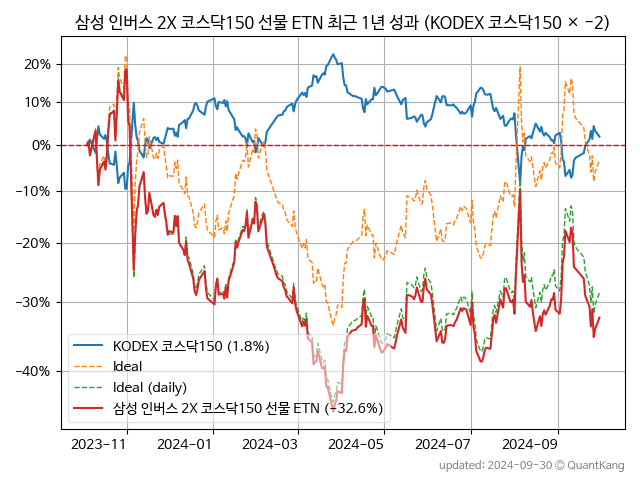 삼성 인버스 2X 코스닥150 선물 ETN 최근 1년 성과 (KODEX 코스닥150 × −2)
20%
10%
0%
−10%
−20%
−30%
−40%
KODEX 코스닥150 (1.8%)
Ideal
Ideal (daily)
삼성 인버스 2X 코스닥150 선물 ETN (−32.6%)
2023−11 2024−01 2024−03 2024−05 2024−07 2024−09
updated: 2024−09−30 © QuantKang